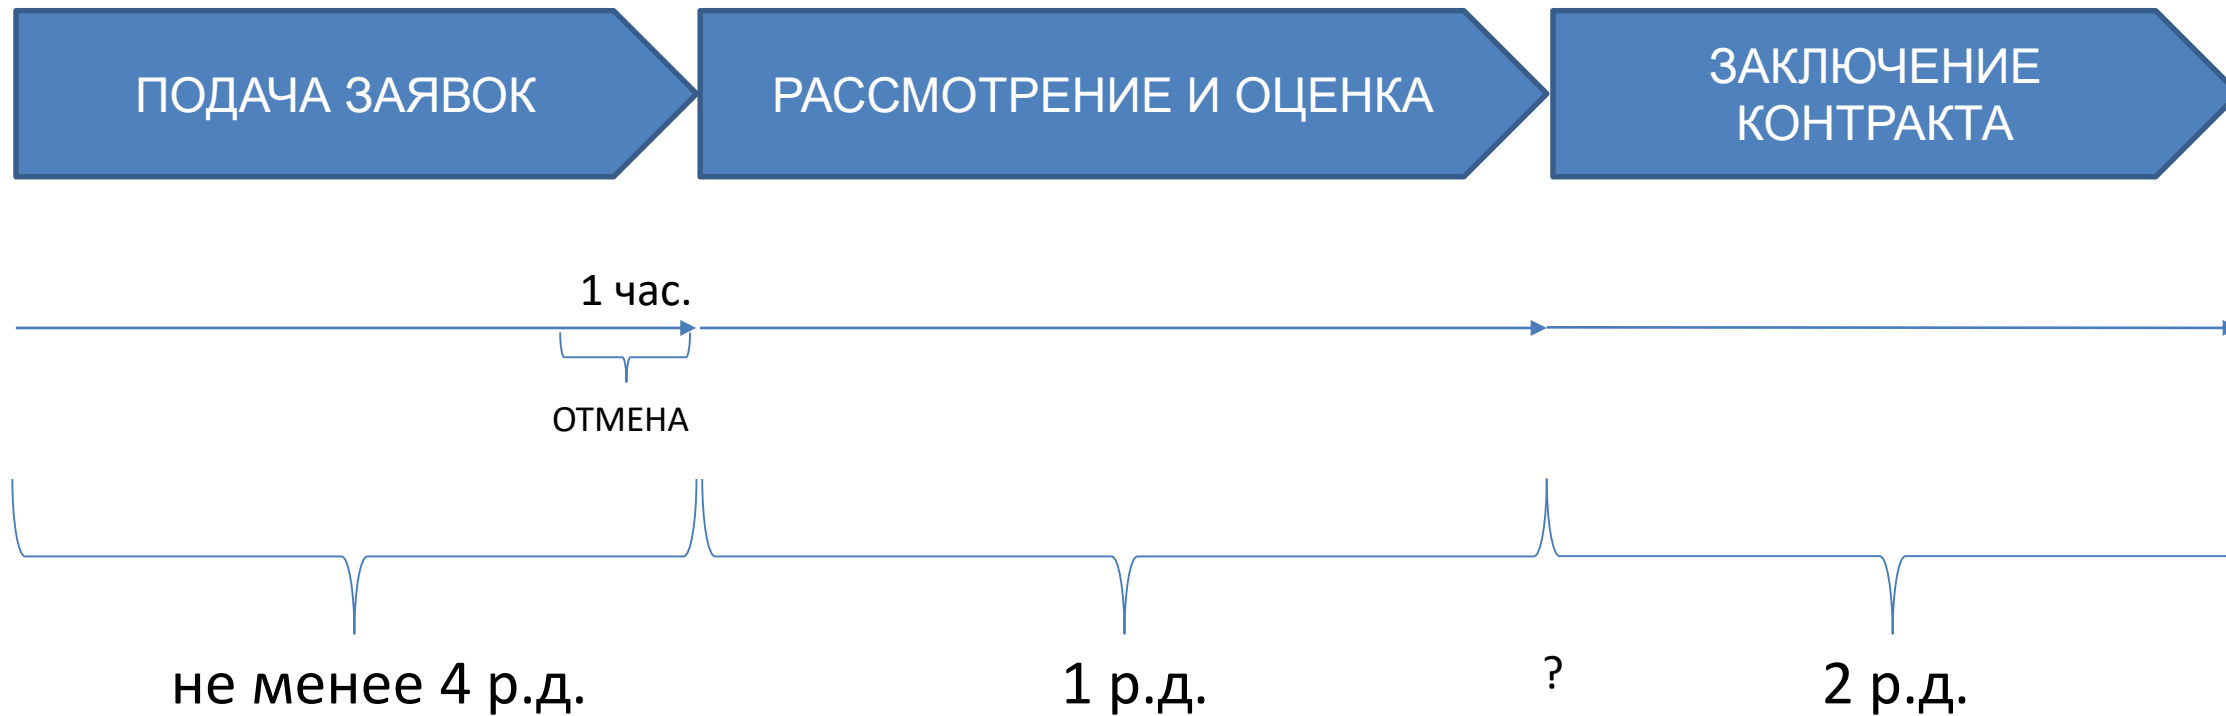 ПОДАЧА ЗАЯВОК
РАССМОТРЕНИЕ И ОЦЕНКА
ЗАКЛЮЧЕНИЕ
КОНТРАКТА
1 час.
ОТМЕНА
не менее 4 р.д.
1 р.д.
?
2 р.д.